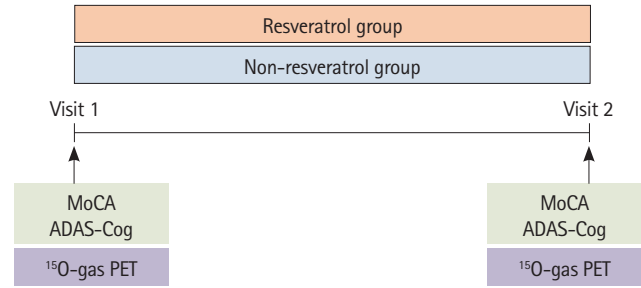 Resveratrol group
Non-resveratrol group
Visit 1
Visit 2
MoCA
ADAS-Cog
¹⁵O-gas PET
MoCA
ADAS-Cog
¹⁵O-gas PET